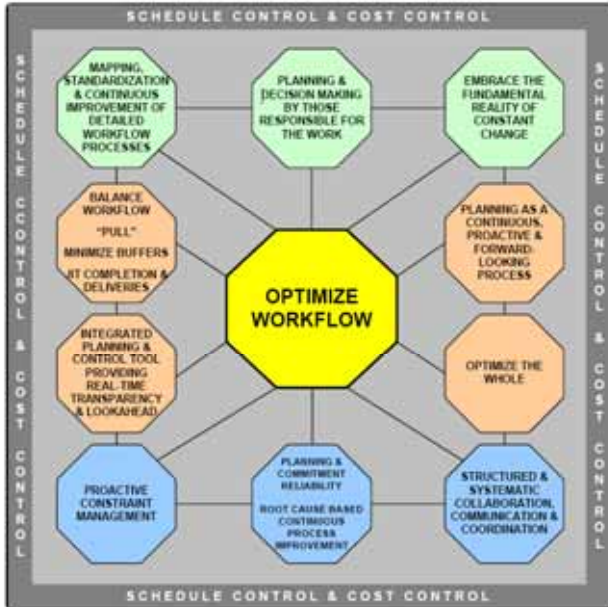 SCHEDULE CONTROL & COST CONTROL
SCHEDULE CCONTROL & COST CONTROL
MAPPING,
STANDARDIZATION
& CONTINUOUS
IMPROVEMENT OF
DETAILED
WORKFLOW
PROCESSES
PLANNING &
DECISION MAKING
BY THOSE
RESPONSIBLE FOR
THE WORK
EMBRACE THE
FUNDAMENTAL
REALITY OF
CONSTANT
CHANGE
BALANCE
WORKFLOW
"PULL"
MINIMIZE BUFFERS
JIT COMPLETION &
DELIVERIES
PLANNING AS A
CONTINUOUS,
PROACTIVE &
FORWARD-
LOOKING
PROCESS
OPTIMIZE
WORKFLOW
INTEGRATED
PLANNING &
CONTROL TOOL
PROVIDING
REAL-TIME
TRANSPARENCY
& LOOKAHEAD
OPTIMIZE THE
WHOLE
PROACTIVE
CONSTRAINT
MANAGEMENT
PLANNING &
COMMITMENT
RELIABILITY
ROOT CAUSE BASED
CONTINUOUS
PROCESS
IMPROVEMENT
STRUCTURED &
SYSTEMATIC
COLLABORATION,
COMMUNICATION &
COORDINATION
SCHEDULE CONTROL & COST CONTROL
SCHEDULE CONTROL & COST CONTROL